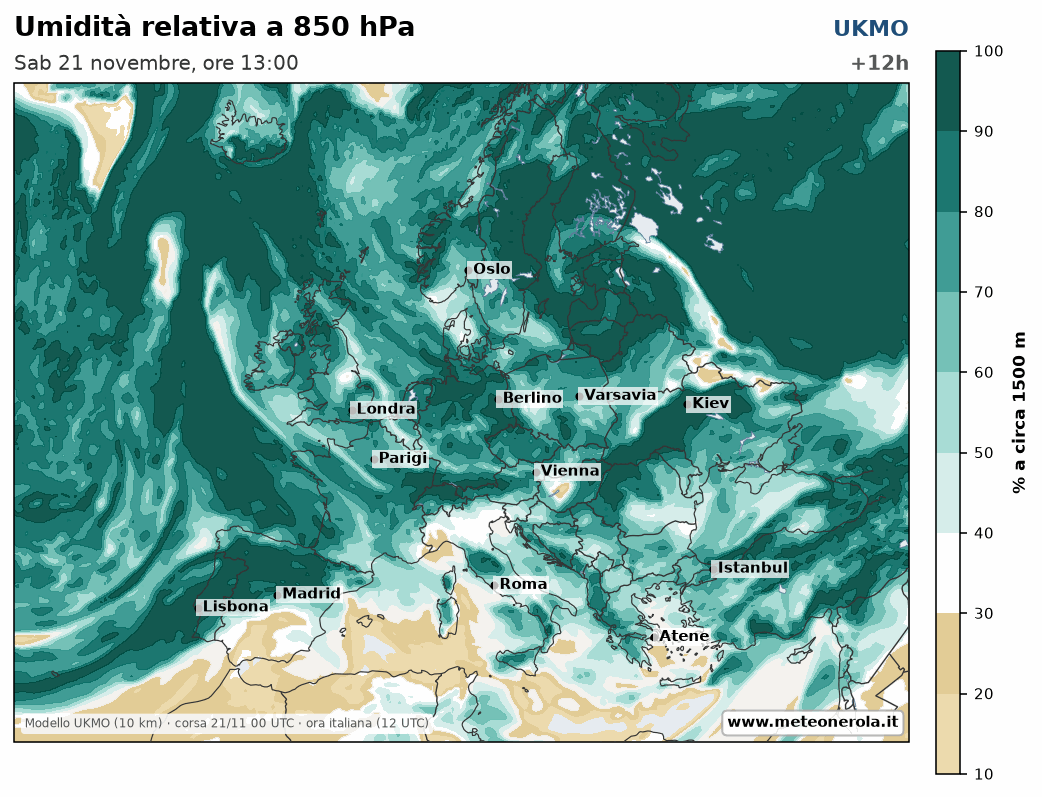 Umidità relativa a 850 hPa
UKMO
Sab 21 novembre, ore 13:00
+12h
100
90
80
70
60
50
40
30
20
10
% a circa 1500 m
Oslo
Berlino
Varsavia
Kiev
Londra
Parigi
Vienna
Istanbul
Roma
Madrid
Lisbona
Atene
Modello UKMO (10 km) · corsa 21/11 00 UTC · ora italiana (12 UTC)
www.meteonerola.it